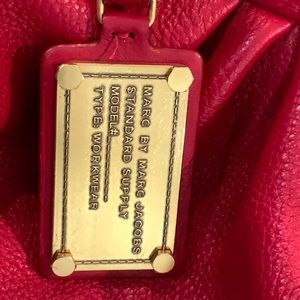 MARC BY MARC JACOBS
STANDARD SUPPLY
MODEL#
TYPE: WORKWEAR